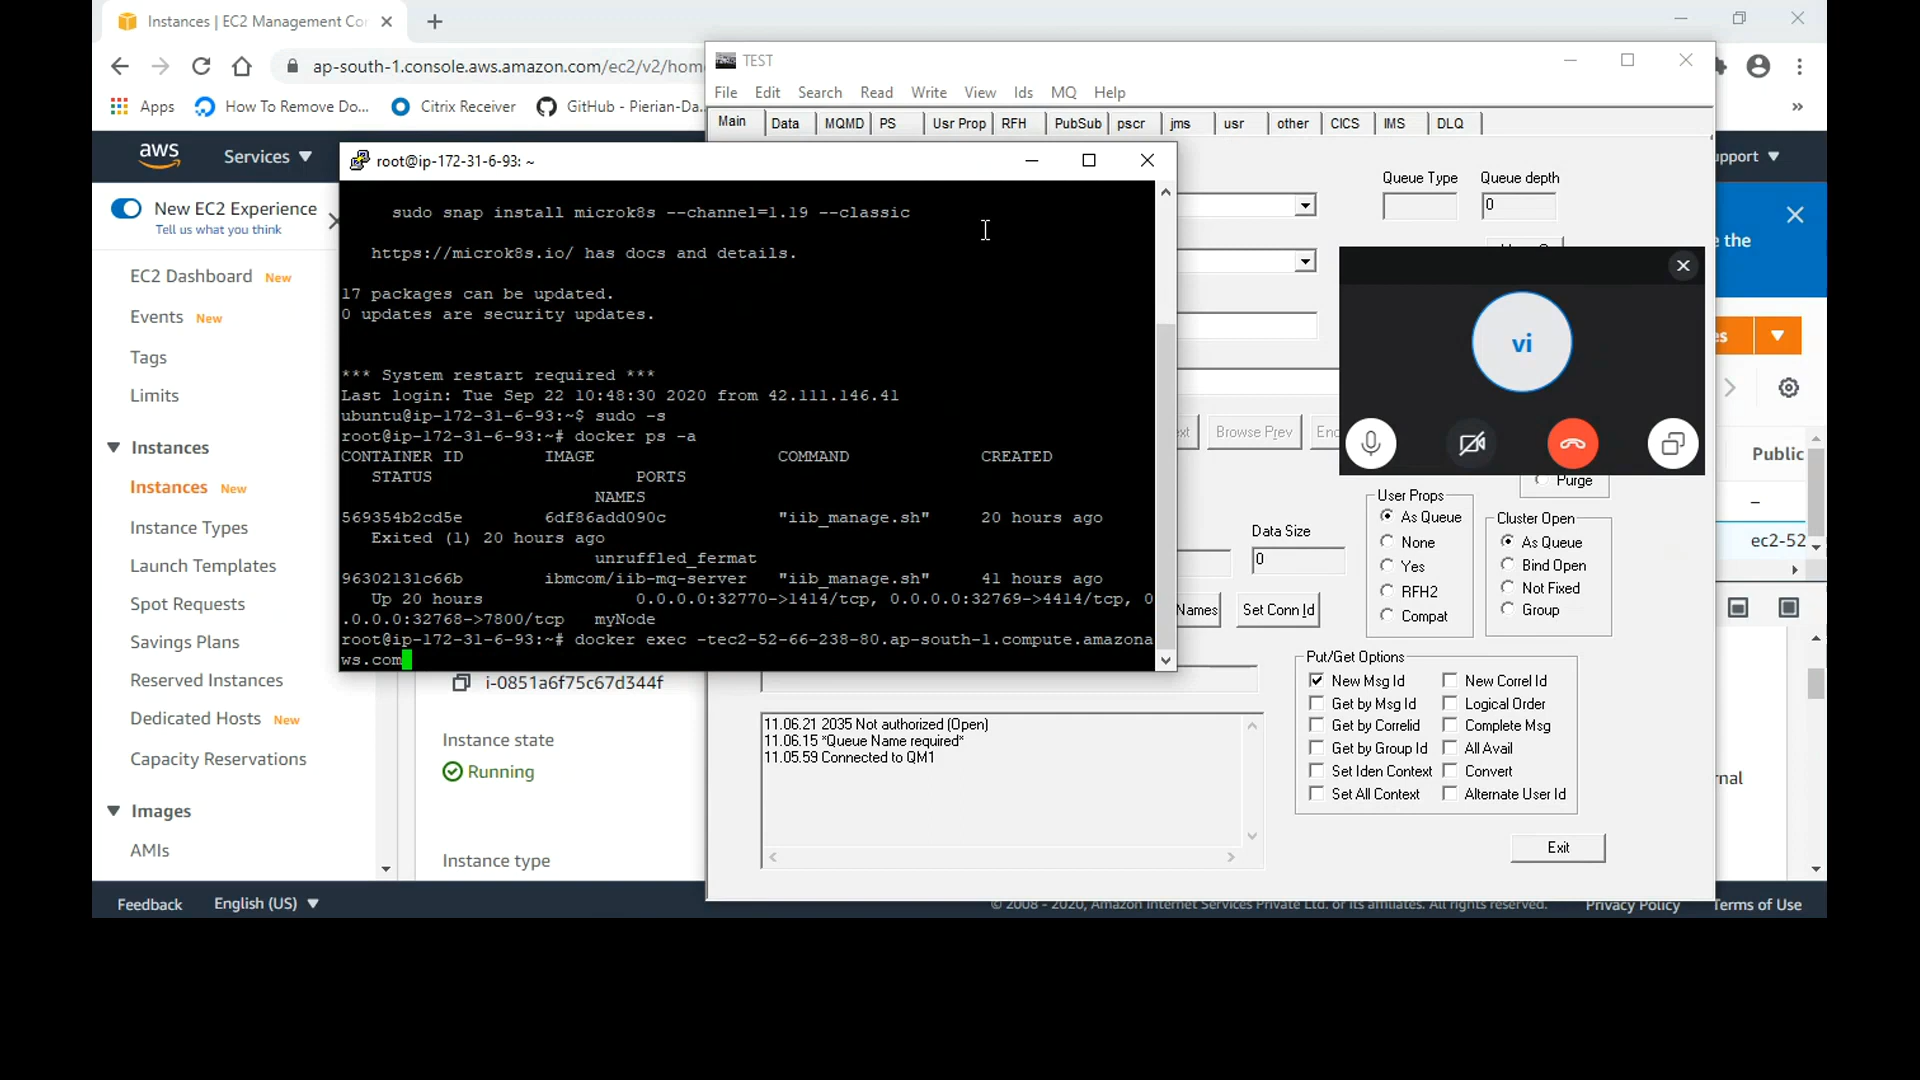 Instances | EC2 Management Co
ap-south-1.console.aws.amazon.com/ec2/v2/hom
Apps
How To Remove Do...
Citrix Receiver
GitHub - Pierian-Da...
»
aws
Services
upport
New EC2 Experience
Tell us what you think
EC2 Dashboard New
Events New
Tags
Limits
Instances
Instances New
Instance Types
Launch Templates
Spot Requests
Savings Plans
Reserved Instances
Dedicated Hosts New
Capacity Reservations
Images
AMIs
Feedback
English (US)
root@ip-172-31-6-93: ~
sudo snap install microk8s --channel=1.19 --classic
https://microk8s.io/ has docs and details.
17 packages can be updated.
0 updates are security updates.
*** System restart required ***
Last login: Tue Sep 22 10:48:30 2020 from 42.111.146.41
ubuntu@ip-172-31-6-93:~$ sudo -s
root@ip-172-31-6-93:~# docker ps -a
CONTAINER ID IMAGE COMMAND CREATED
STATUS PORTS
NAMES
569354b2cd5e 6df86add090c "iib_manage.sh" 20 hours ago
Exited (1) 20 hours ago
unruffled_fermat
96302131c66b ibmcom/iib-mq-server "iib_manage.sh" 41 hours ago
Up 20 hours 0.0.0.0:32770->1414/tcp, 0.0.0.0:32769->4414/tcp, 0
.0.0.0:32768->7800/tcp myNode
root@ip-172-31-6-93:~# docker exec -tec2-52-66-238-80.ap-south-1.compute.amazona
ws.com
i-0851a6f75c67d344f
Instance state
Running
Instance type
TEST
File Edit Search Read Write View Ids MQ Help
Main Data MQMD PS Usr Prop RFH PubSub pscr jms usr other CICS IMS DLQ
Queue Type
Queue depth
0
vi
Browse Prev
Purge
User Props
As Queue
None
Yes
RFH2
Compat
Cluster Open
As Queue
Bind Open
Not Fixed
Group
Data Size
0
Names
Set Conn Id
Put/Get Options
New Msg Id New Correl Id
Get by Msg Id Logical Order
Get by Correlid Complete Msg
Get by Group Id All Avail
Set Iden Context Convert
Set All Context Alternate User Id
11.06.21 2035 Not authorized (Open)
11.06.15 *Queue Name required*
11.05.59 Connected to QM1
Exit
e the
es
Public
–
ec2-52
rnal
© 2008 - 2020, Amazon Internet Services Private Ltd. or its affiliates. All rights reserved.
Privacy Policy
Terms of Use